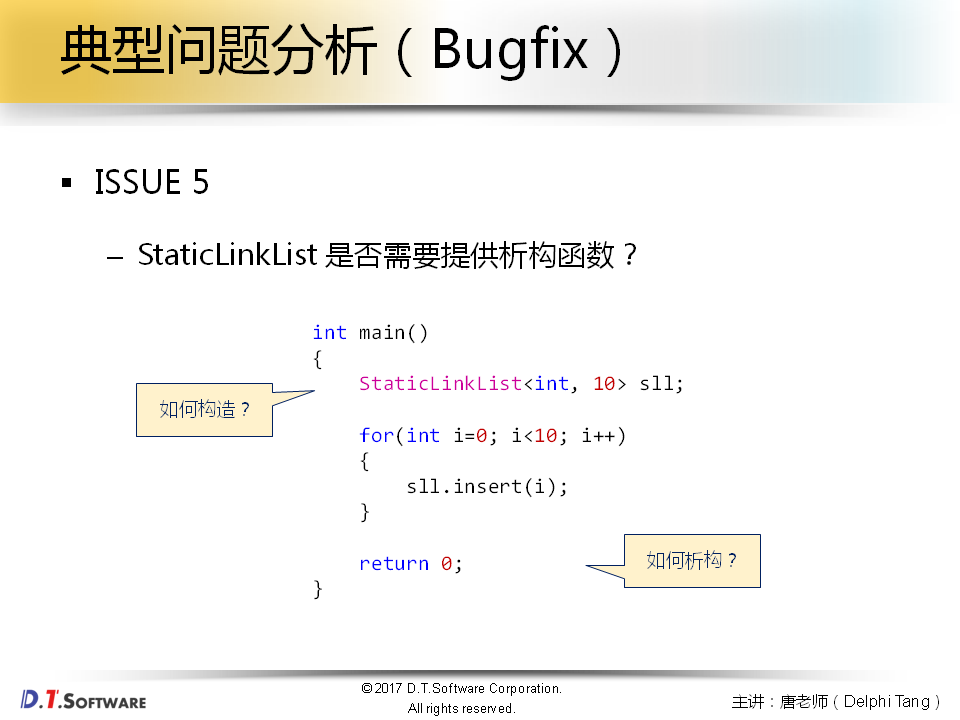 典型问题分析（Bugfix）
ISSUE 5
– StaticLinkList 是否需要提供析构函数？
int main()
{
StaticLinkList<int, 10> sll;
如何构造？
for(int i=0; i<10; i++)
{
sll.insert(i);
}
如何析构？
return 0;
}
D.T.SOFTWARE
©2017 D.T.Software Corporation.
All rights reserved.
主讲：唐老师（Delphi Tang）